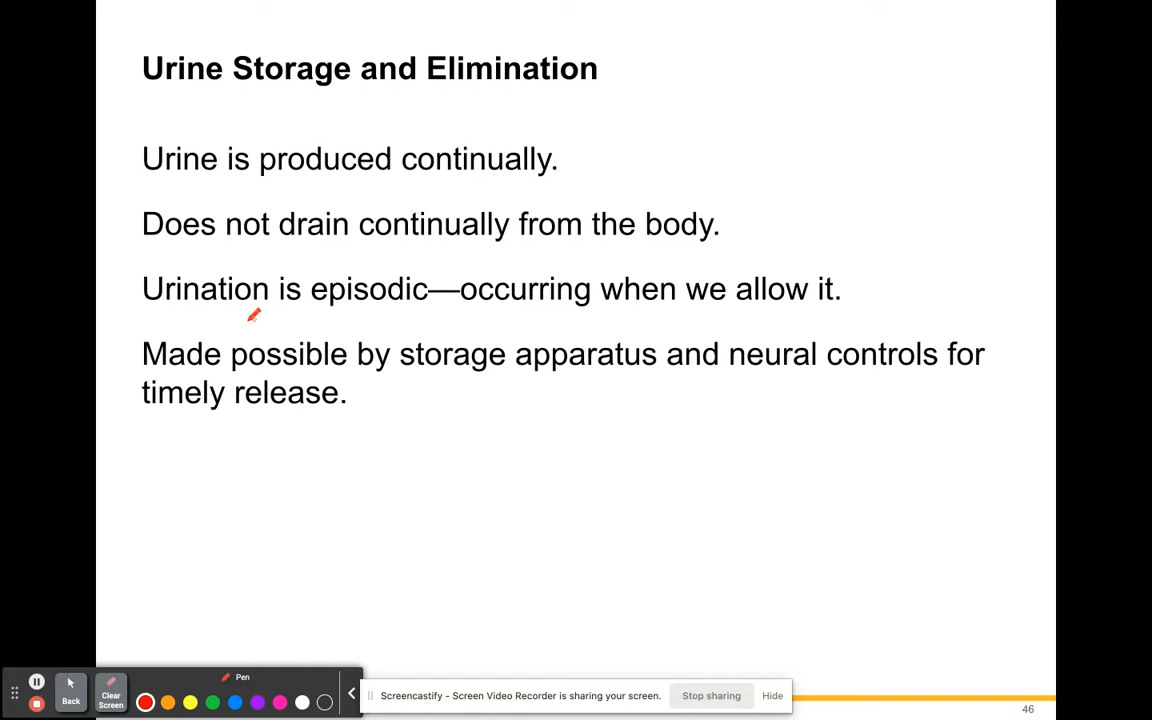 Urine Storage and Elimination
Urine is produced continually.
Does not drain continually from the body.
Urination is episodic—occurring when we allow it.
Made possible by storage apparatus and neural controls for
timely release.
Pen
Back
Clear
Screen
Screencastify - Screen Video Recorder is sharing your screen.
Stop sharing
Hide
46